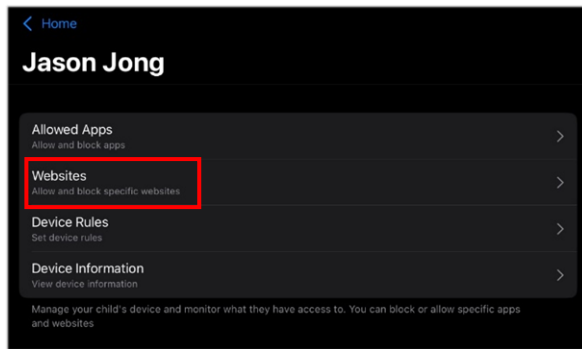 Home
Jason Jong
Allowed Apps
Allow and block apps
Websites
Allow and block specific websites
Device Rules
Set device rules
Device Information
View device information
Manage your child's device and monitor what they have access to. You can block or allow specific apps
and websites